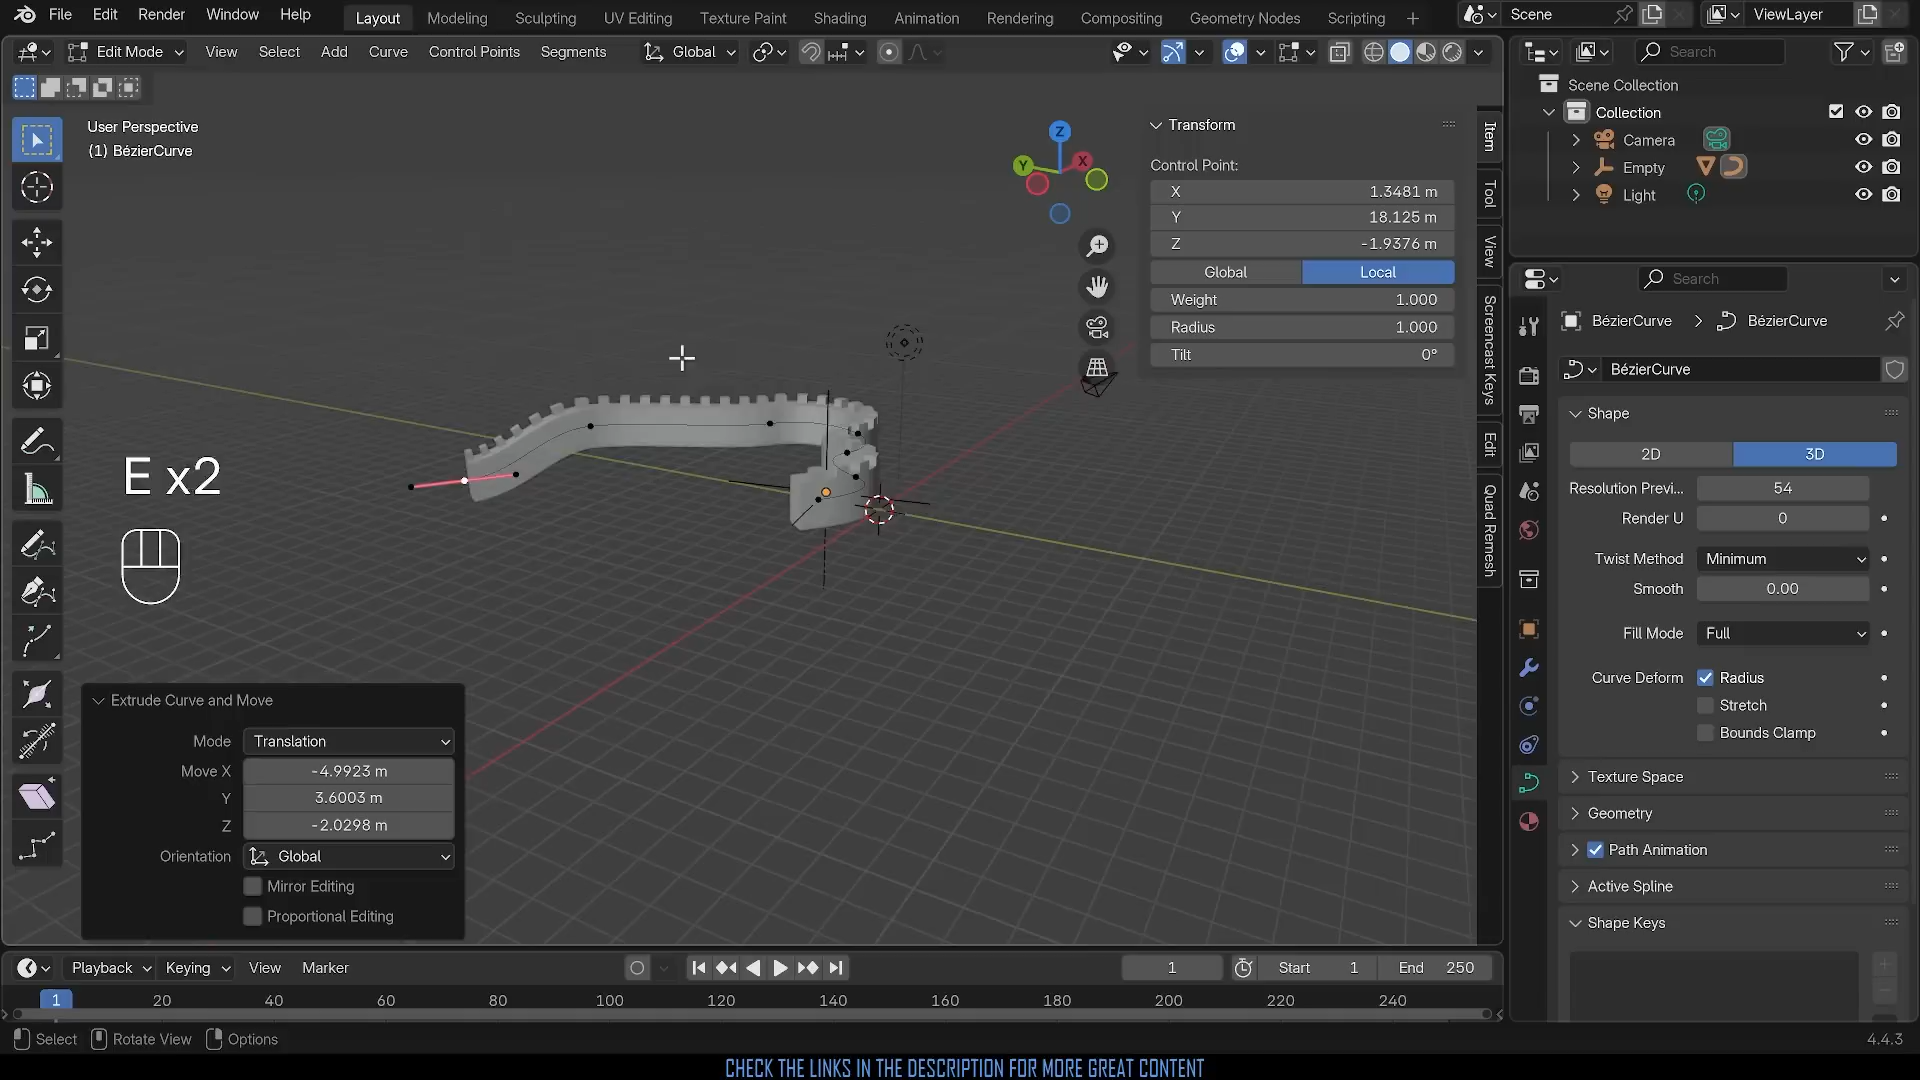 File Edit Render Window Help
Layout Modeling Sculpting UV Editing Texture Paint Shading Animation Rendering Compositing Geometry Nodes Scripting +
Scene
ViewLayer
Edit Mode View Select Add Curve Control Points Segments
Global
Search
User Perspective
(1) BézierCurve
Z
Y
X
Transform
Control Point:
X 1.3481 m
Y 18.125 m
Z -1.9376 m
Global Local
Weight 1.000
Radius 1.000
Tilt 0°
Item
Tool
View
Screencast Keys
Edit
Quad Remesh
Scene Collection
Collection
Camera
Empty
Light
Search
BézierCurve BézierCurve
BézierCurve
Shape
2D 3D
Resolution Previ... 54
Render U 0
Twist Method Minimum
Smooth 0.00
Fill Mode Full
Curve Deform Radius
Stretch
Bounds Clamp
Texture Space
Geometry
Path Animation
Active Spline
Shape Keys
E x2
Extrude Curve and Move
Mode Translation
Move X -4.9923 m
Y 3.6003 m
Z -2.0298 m
Orientation Global
Mirror Editing
Proportional Editing
Playback Keying View Marker
1
Start 1
End 250
1 20 40 60 80 100 120 140 160 180 200 220 240
Select Rotate View Options
4.4.3
CHECK THE LINKS IN THE DESCRIPTION FOR MORE GREAT CONTENT